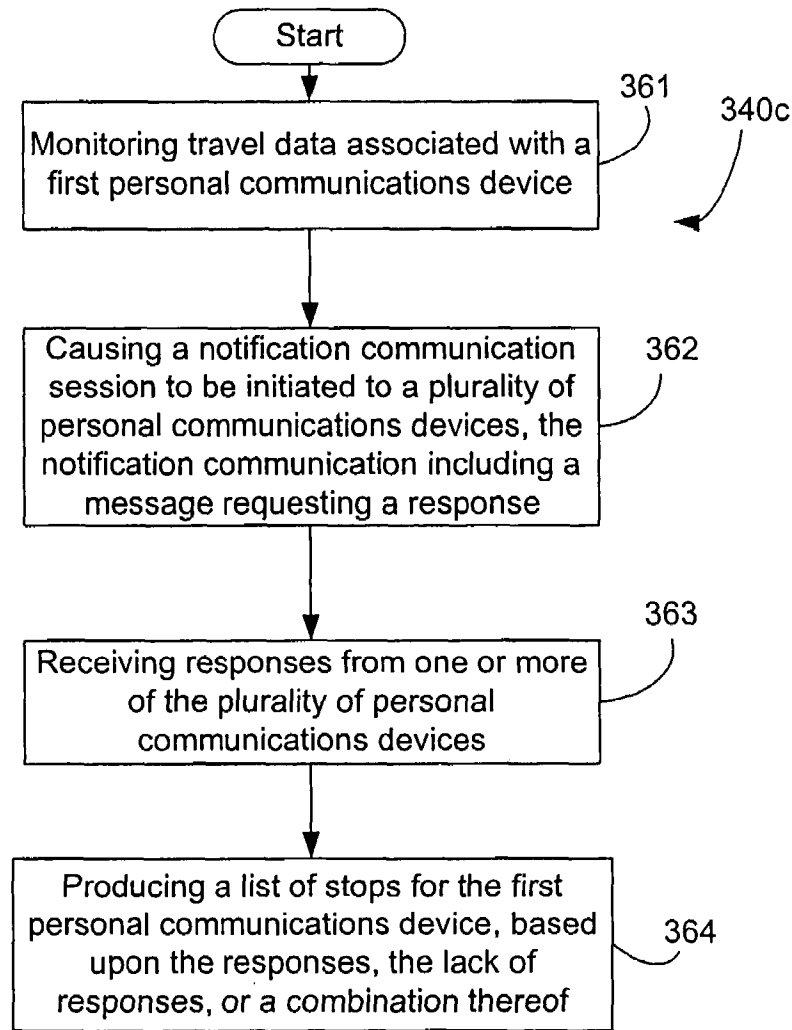 Start
361
340c
Monitoring travel data associated with a
first personal communications device
362
Causing a notification communication
session to be initiated to a plurality of
personal communications devices, the
notification communication including a
message requesting a response
363
Receiving responses from one or more
of the plurality of personal
communications devices
364
Producing a list of stops for the first
personal communications device, based
upon the responses, the lack of
responses, or a combination thereof